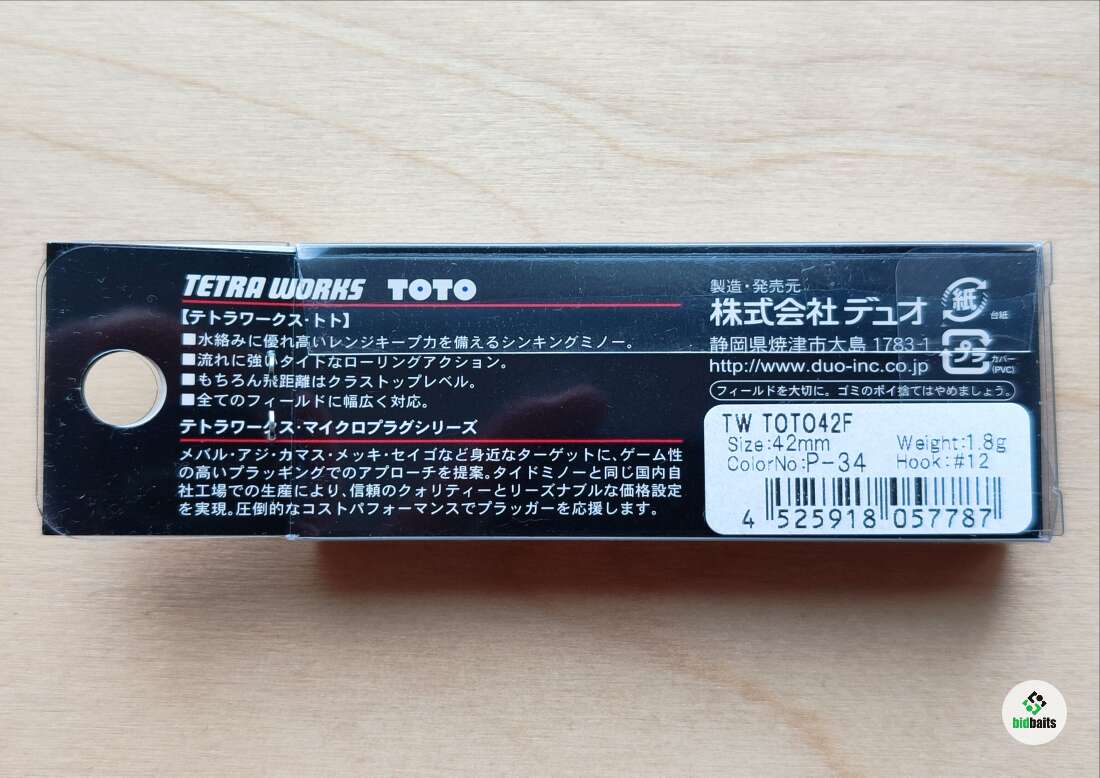 TETRA WORKS TOTO
【テトラワークス・トト】
■水絡みに優れ高いレンジキープ力を備えるシンキングミノー。
■流れに強いタイトなローリングアクション。
■もちろん飛距離はクラストップレベル。
■全てのフィールドに幅広く対応。
テトラワークス・マイクロプラグシリーズ
メバル・アジ・カマス・メッキ・セイゴなど身近なターゲットに、ゲーム性
の高いプラッギングでのアプローチを提案。タイドミノーと同じ国内自
社工場での生産により、信頼のクォリティーとリーズナブルな価格設定
を実現。圧倒的なコストパフォーマンスでプラッガーを応援します。
製造・発売元
株式会社デュオ
静岡県焼津市大島 1783-1
http://www.duo-inc.co.jp
紙
台紙
プラ
カバー
(PVC)
フィールドを大切に。ゴミのポイ捨てはやめましょう。
TW TOTO42F
Size:42mm Weight:1.8g
ColorNo:P-34 Hook:#12
4 525918 057787
bidbaits